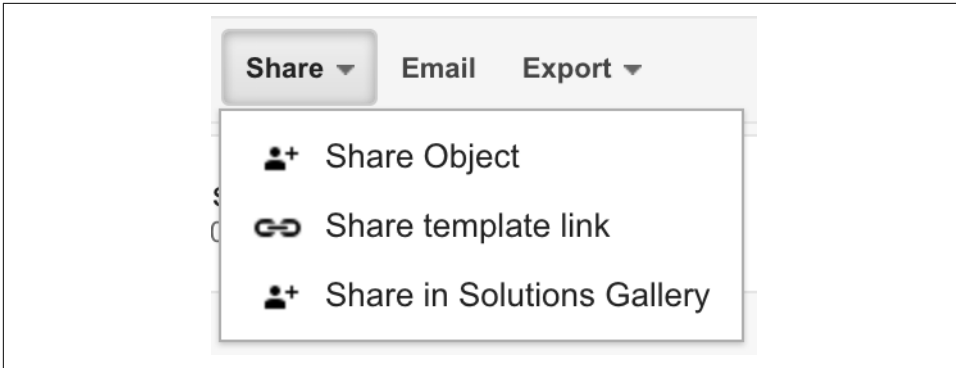 Share Email Export
Share Object
Share template link
Share in Solutions Gallery